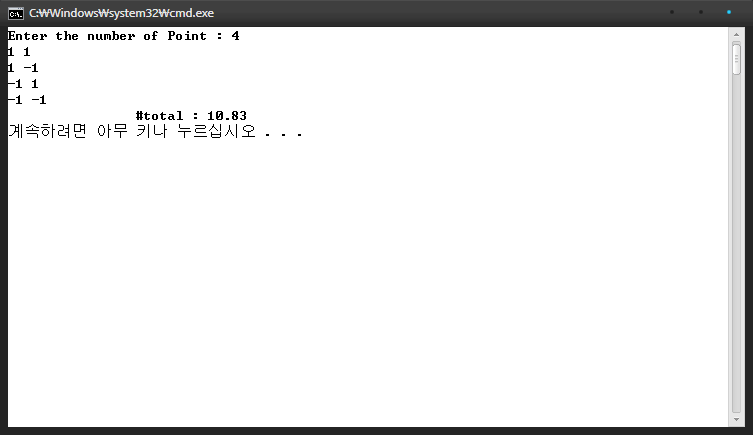 C:₩Windows₩system32₩cmd.exe
Enter the number of Point : 4
1 1
1 -1
-1 1
-1 -1
#total : 10.83
계속하려면 아무 키나 누르십시오 . . .